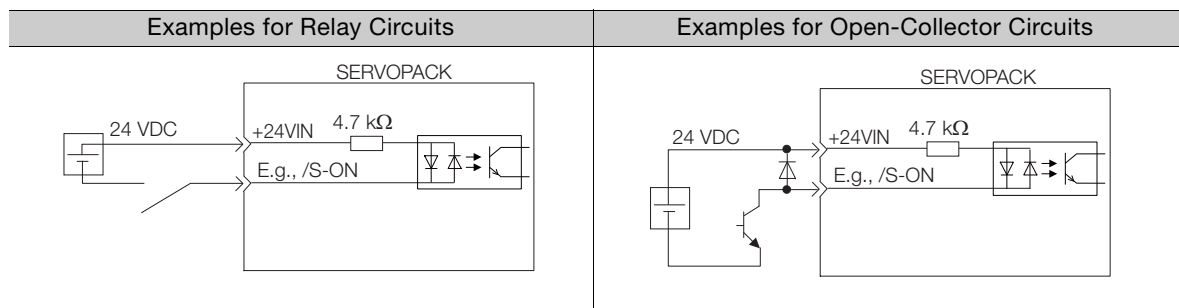 Examples for Relay Circuits
Examples for Open-Collector Circuits
SERVOPACK
24 VDC
+24VIN
4.7 kΩ
E.g., /S-ON
SERVOPACK
24 VDC
+24VIN
4.7 kΩ
E.g., /S-ON